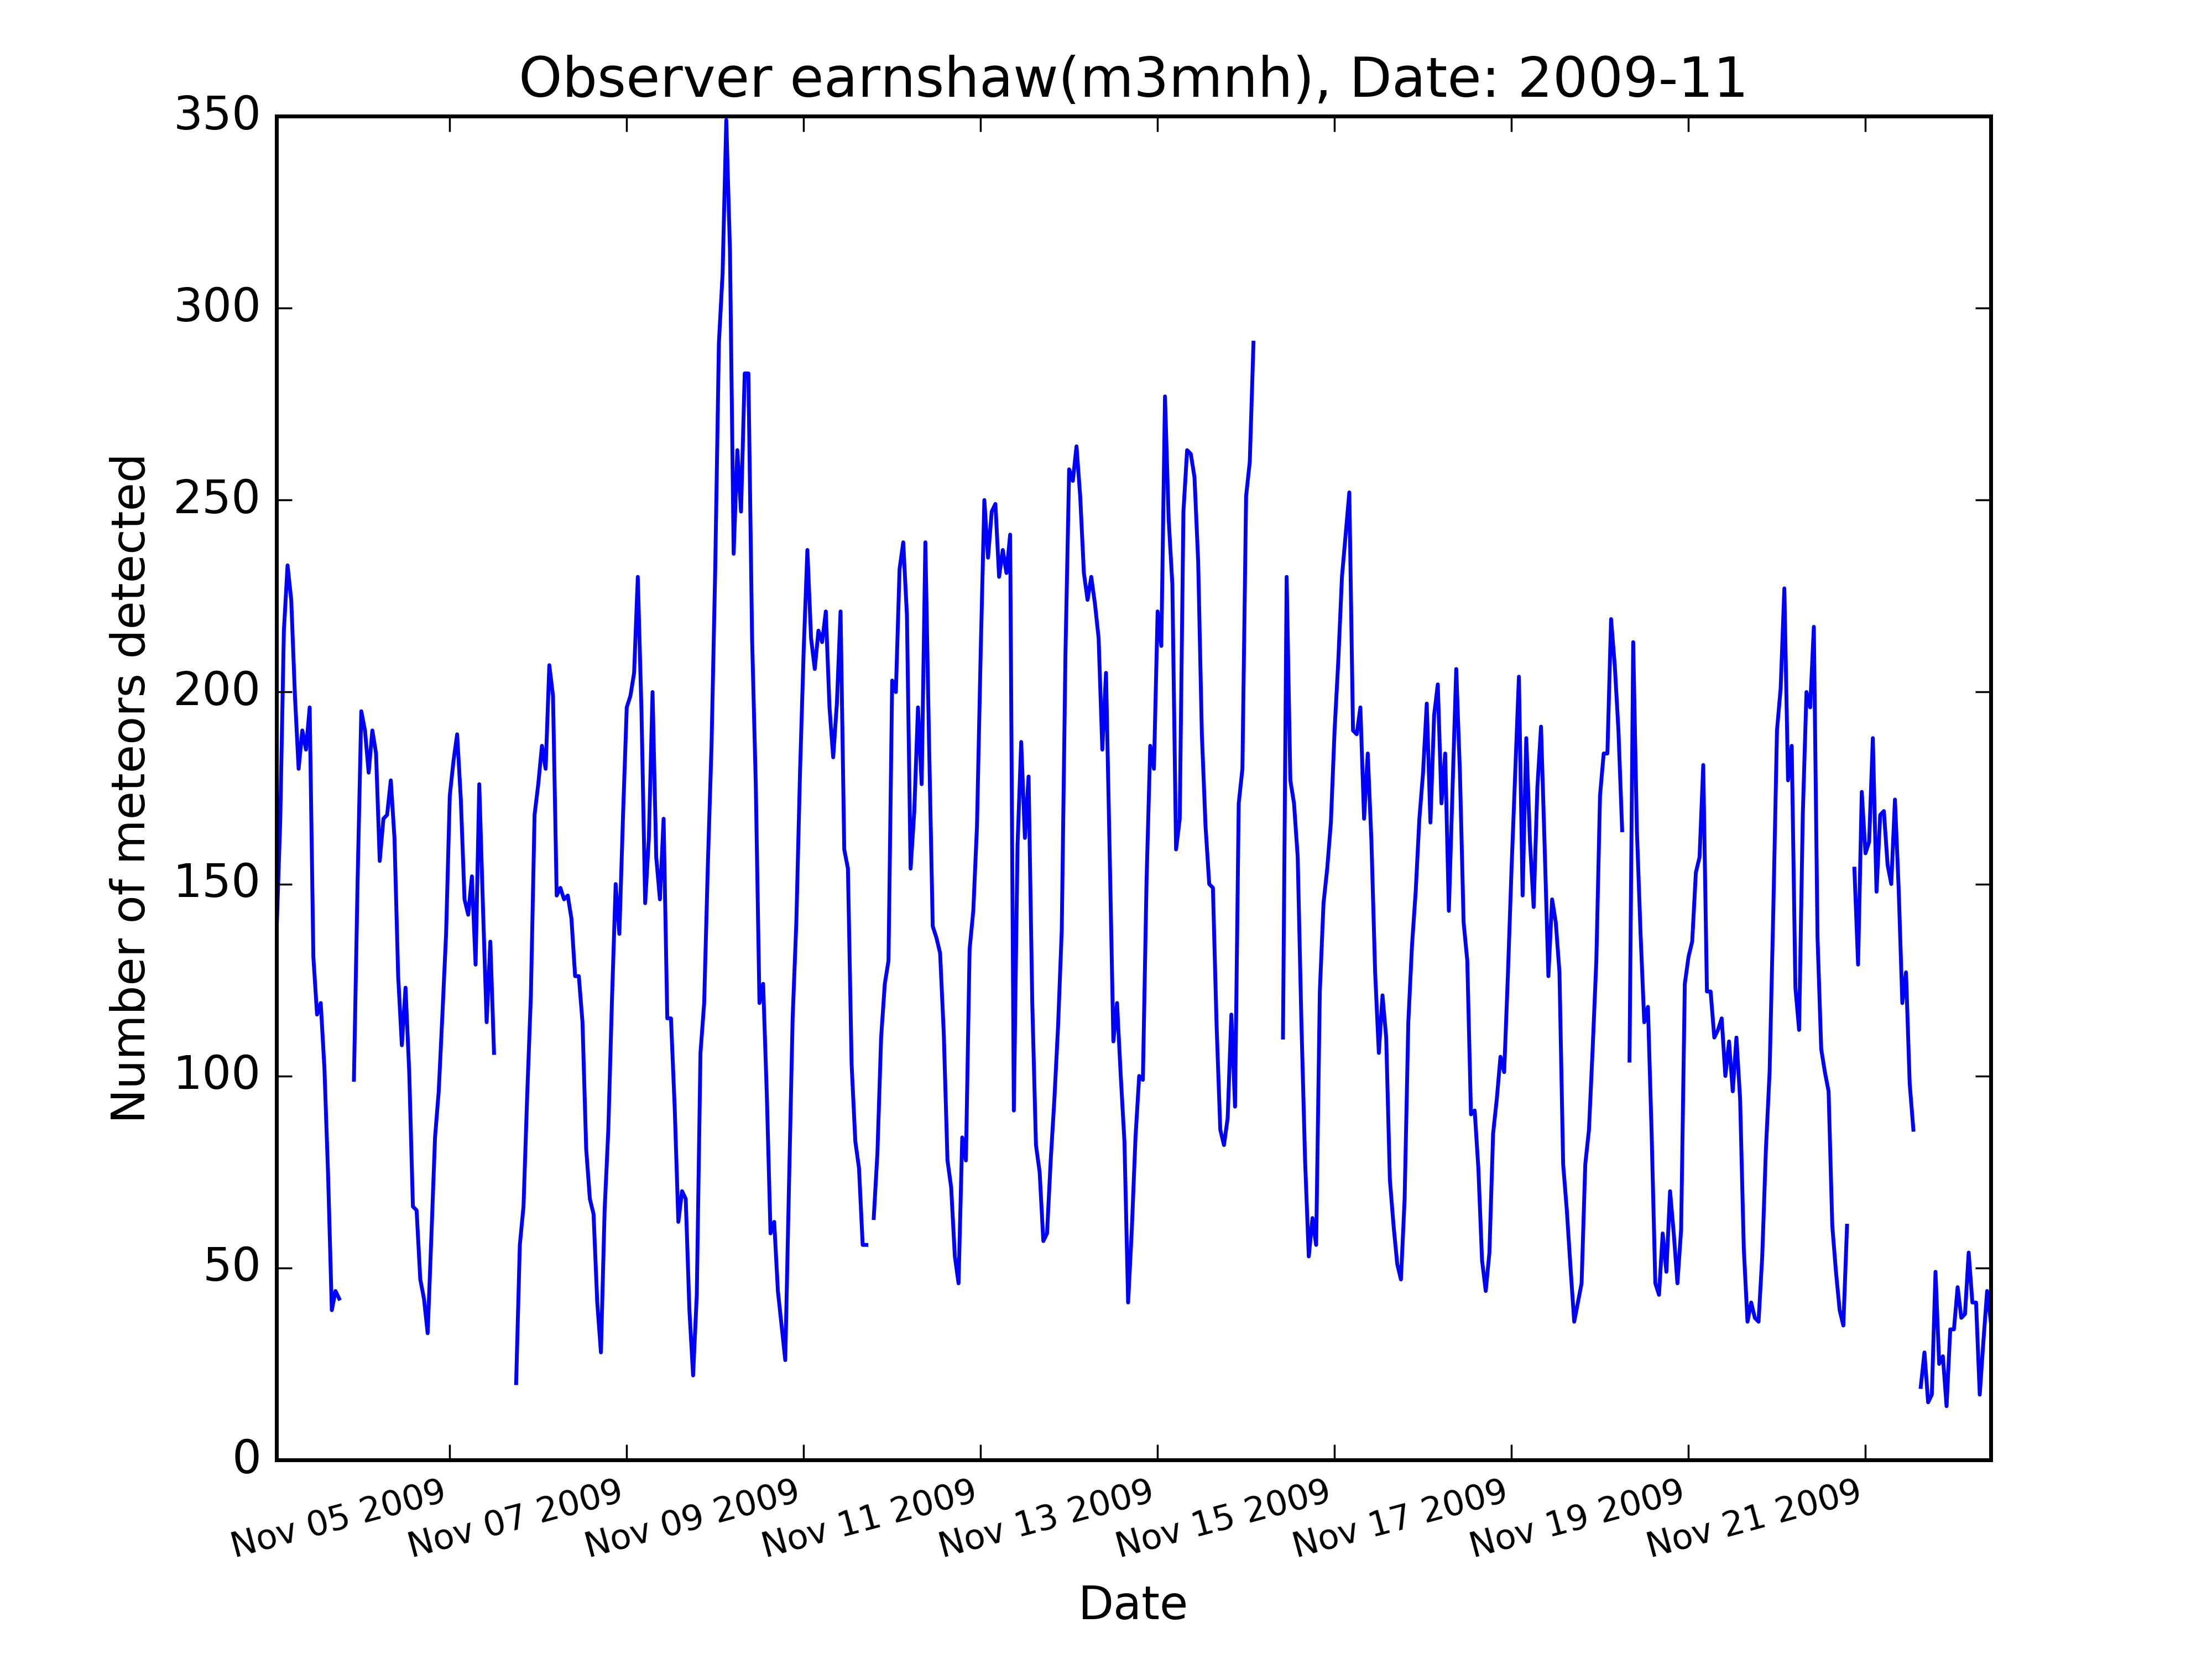 Observer earnshaw(m3mnh), Date: 2009-11
Number of meteors detected
350
300
250
200
150
100
50
0
Nov 05 2009
Nov 07 2009
Nov 09 2009
Nov 11 2009
Nov 13 2009
Nov 15 2009
Nov 17 2009
Nov 19 2009
Nov 21 2009
Date